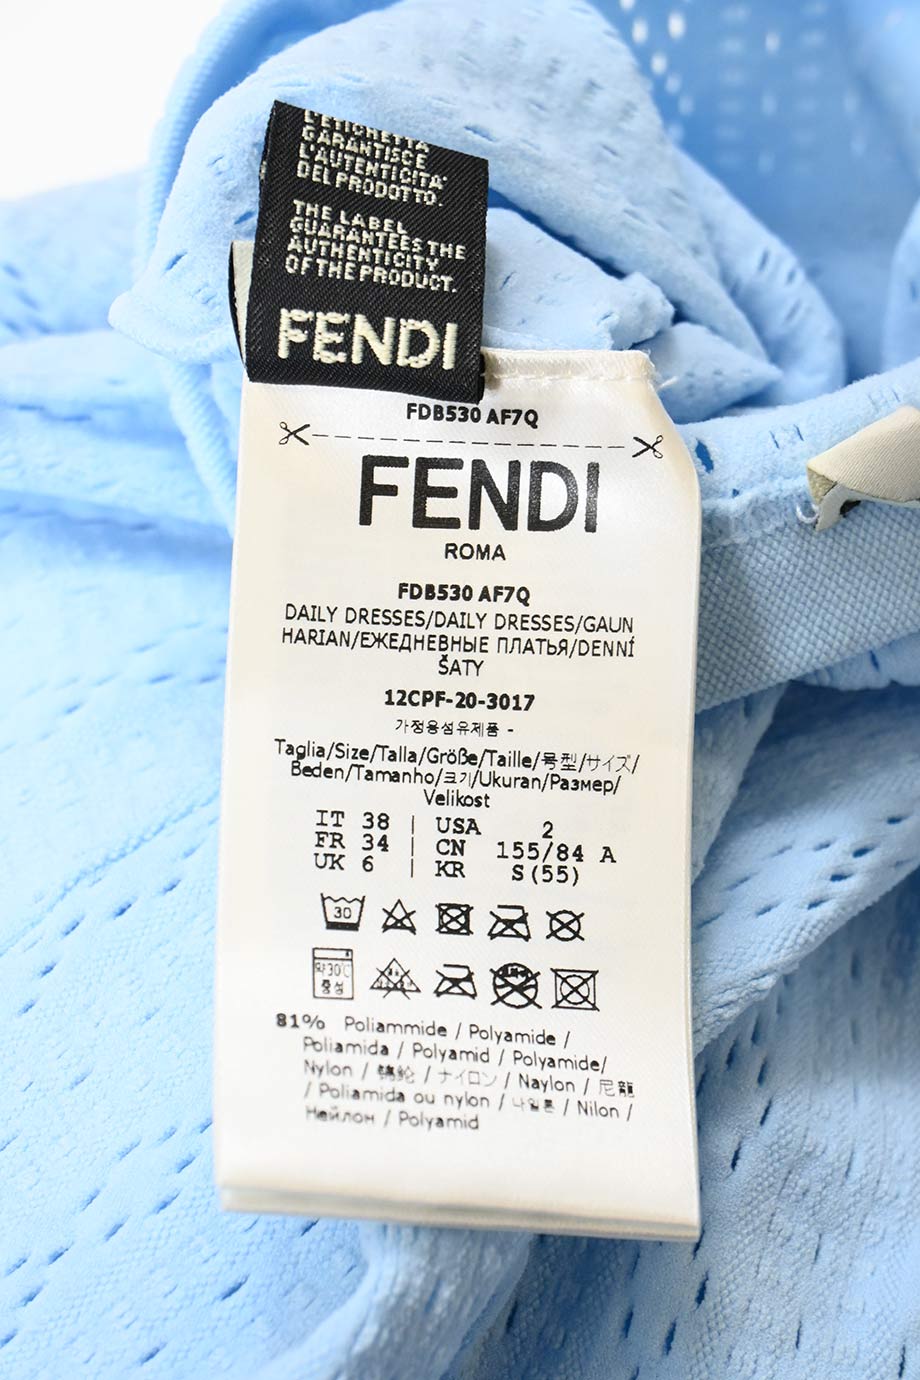 L'ETICHETTA
GARANTISCE
L'AUTENTICITA'
DEL PRODOTTO.
THE LABEL
GUARANTEES THE
AUTHENTICITY
OF THE PRODUCT.
FENDI
FDB530 AF7Q
FENDI
ROMA
FDB530 AF7Q
DAILY DRESSES/DAILY DRESSES/GAUN
HARIAN/ЕЖЕДНЕВНЫЕ ПЛАТЬЯ/DENNÍ
ŠATY
12CPF-20-3017
가정용섬유제품 -
Taglia/Size/Talla/Größe/Taille/号型/サイズ/
Beden/Tamanho/크기/Ukuran/Размер/
Velikost
IT 38 | USA 2
FR 34 | CN 155/84 A
UK 6 | KR S(55)
30
약30℃
중성
81% Poliammide / Polyamide /
Poliamida / Polyamid / Polyamide/
Nylon / 锦纶 / ナイロン / Naylon / 尼龍
/ Poliamida ou nylon / 나일론 / Nilon /
Нейлон / Polyamid